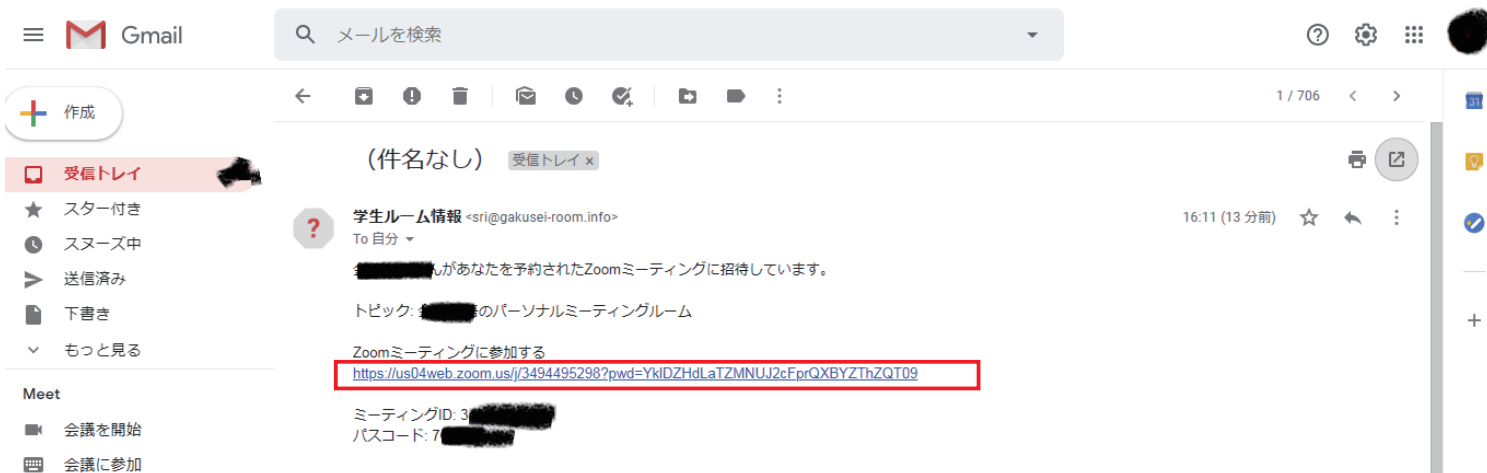 Gmail
メールを検索
作成
1 / 706
受信トレイ
スター付き
スヌーズ中
送信済み
下書き
もっと見る
Meet
会議を開始
会議に参加
（件名なし） 受信トレイ x
学生ルーム情報 <sri@gakusei-room.info> 16:11 (13 分前)
To 自分
んがあなたを予約されたZoomミーティングに招待しています。
トピック: のパーソナルミーティングルーム
Zoomミーティングに参加する
https://us04web.zoom.us/j/3494495298?pwd=YklDZHdLaTZMNUJ2cFprQXBYZThZQT09
ミーティングID: 3
パスコード: 7
31